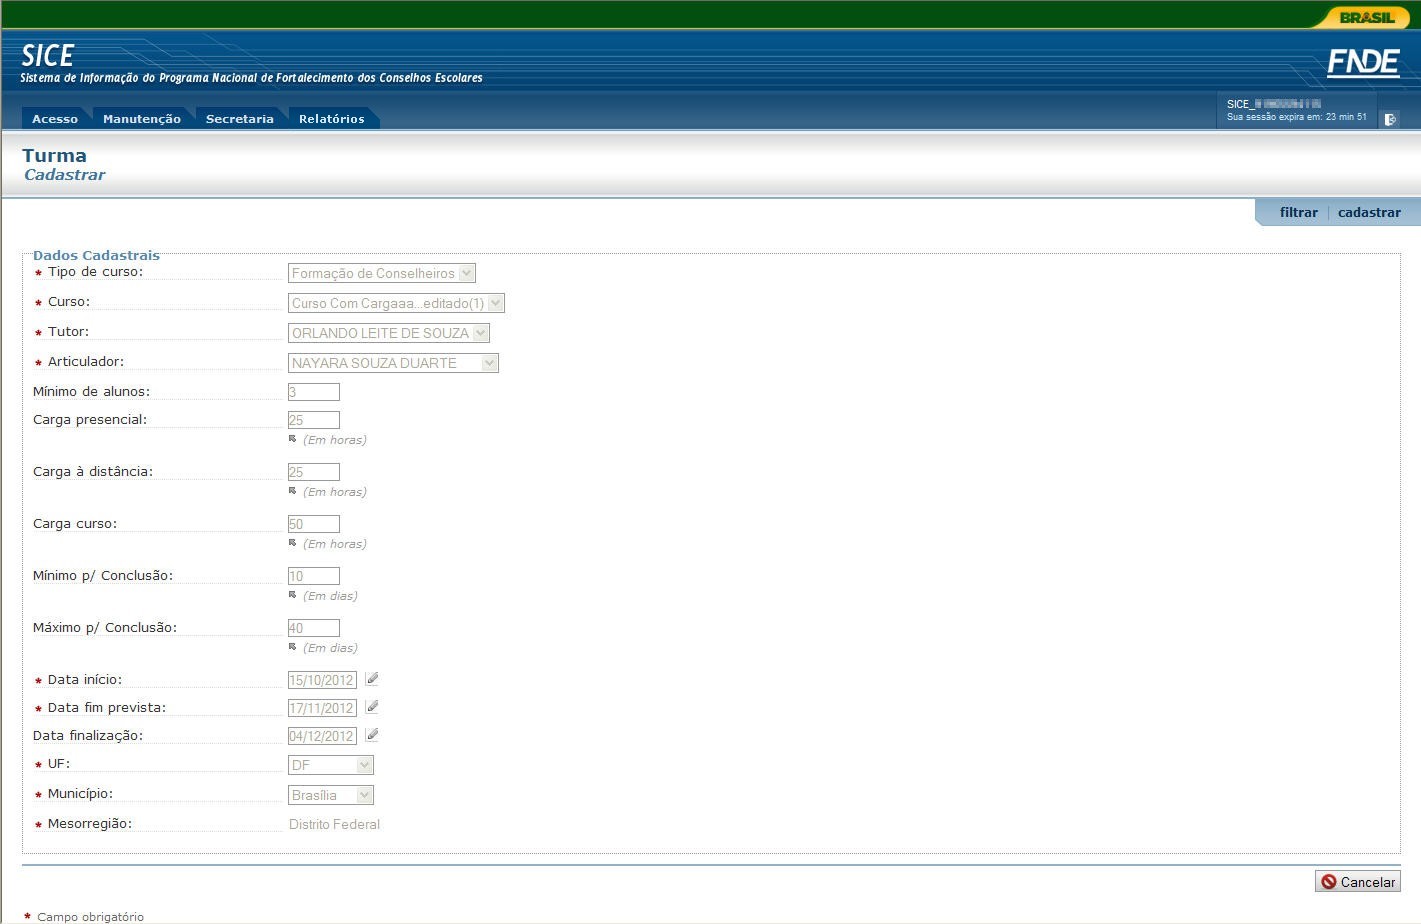 BRASIL
SICE
Sistema de Informação do Programa Nacional de Fortalecimento dos Conselhos Escolares
FNDE
Acesso Manutenção Secretaria Relatórios
SICE_
Sua sessão expira em: 23 min 51
Turma
Cadastrar
filtrar | cadastrar
Dados Cadastrais
* Tipo de curso: Formação de Conselheiros
* Curso: Curso Com Cargaaa...editado(1)
* Tutor: ORLANDO LEITE DE SOUZA
* Articulador: NAYARA SOUZA DUARTE
Mínimo de alunos: 3
Carga presencial: 25
(Em horas)
Carga à distância: 25
(Em horas)
Carga curso: 50
(Em horas)
Mínimo p/ Conclusão: 10
(Em dias)
Máximo p/ Conclusão: 40
(Em dias)
* Data início: 15/10/2012
* Data fim prevista: 17/11/2012
Data finalização: 04/12/2012
* UF: DF
* Município: Brasília
* Mesorregião: Distrito Federal
Cancelar
* Campo obrigatório